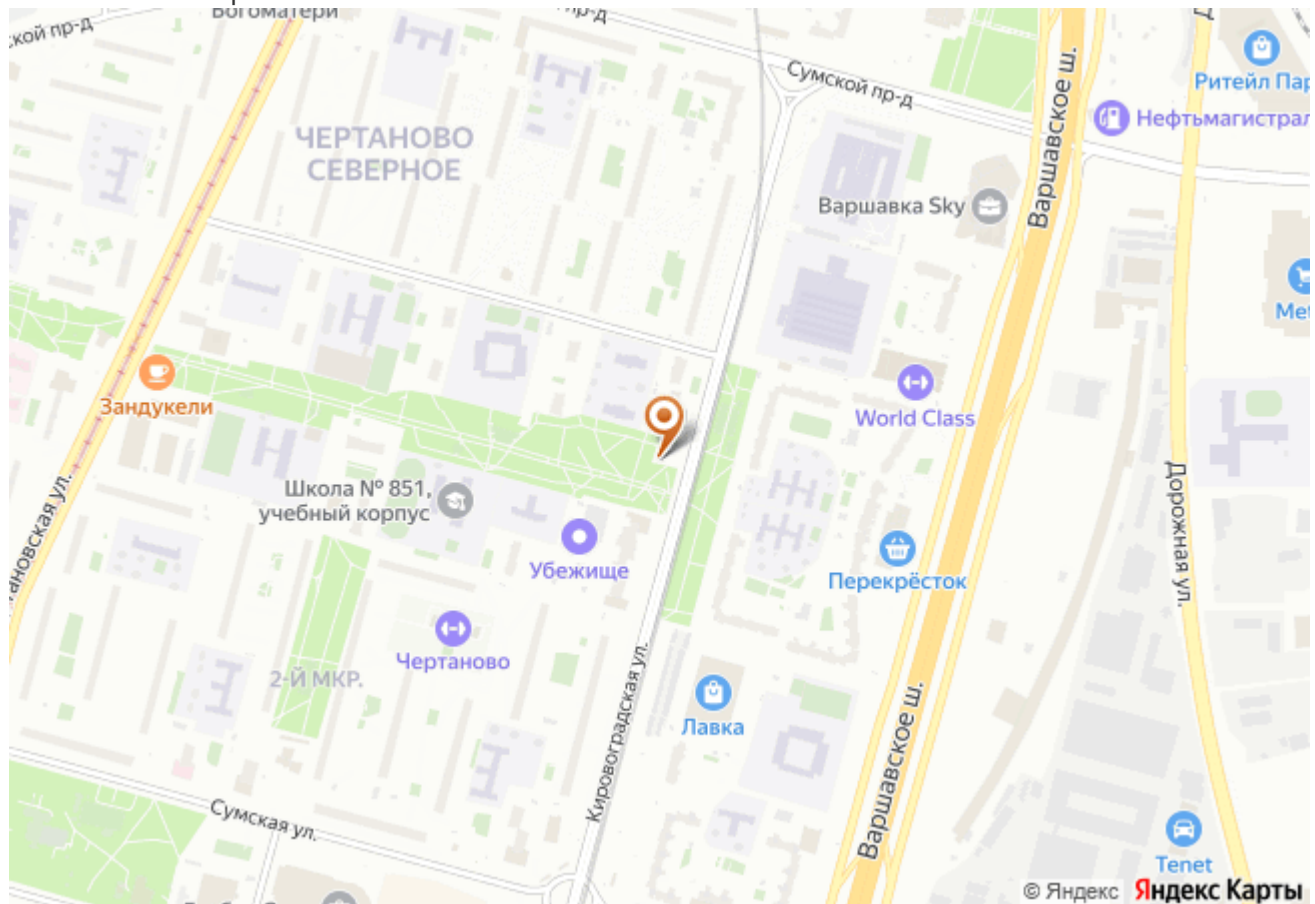 Богоматери
ской пр-д
Сумской пр-д
Варшавское ш.
Ритейл Пар
Нефтьмагистрал
ЧЕРТАНОВО
СЕВЕРНОЕ
Варшавка Sky
Met
Зандукели
World Class
Школа № 851,
учебный корпус
Дорожная ул.
ановская ул.
Убежище
Перекрёсток
Чертаново
2-Й МКР.
Лавка
Кировоградская ул.
Варшавское ш.
Сумская ул.
Tenet
© Яндекс Яндекс Карты